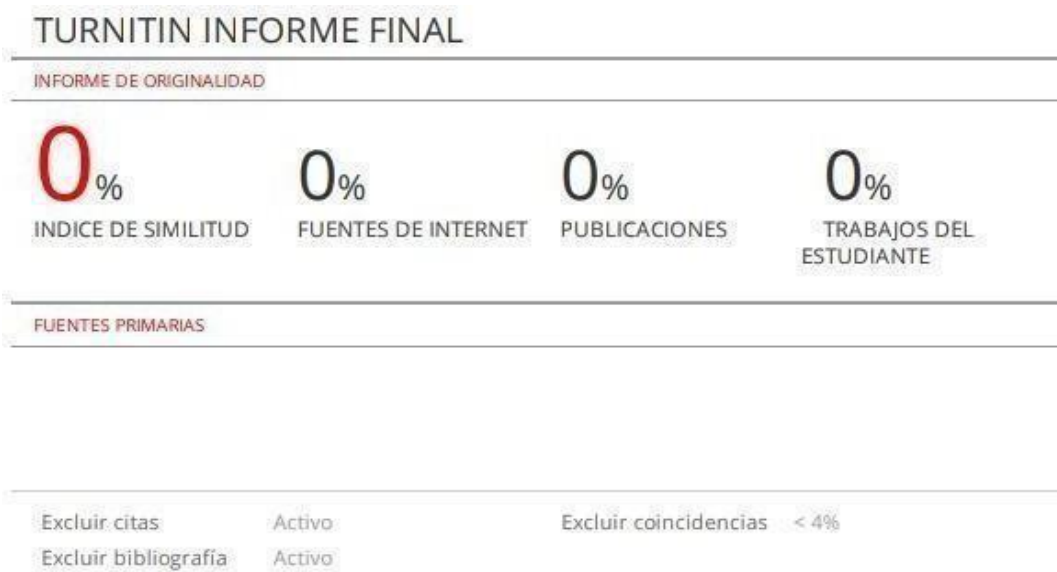 TURNITIN INFORME FINAL
INFORME DE ORIGINALIDAD
0%
INDICE DE SIMILITUD
0%
FUENTES DE INTERNET
0%
PUBLICACIONES
0%
TRABAJOS DEL
ESTUDIANTE
FUENTES PRIMARIAS
Excluir citas Activo
Excluir bibliografía Activo
Excluir coincidencias < 4%